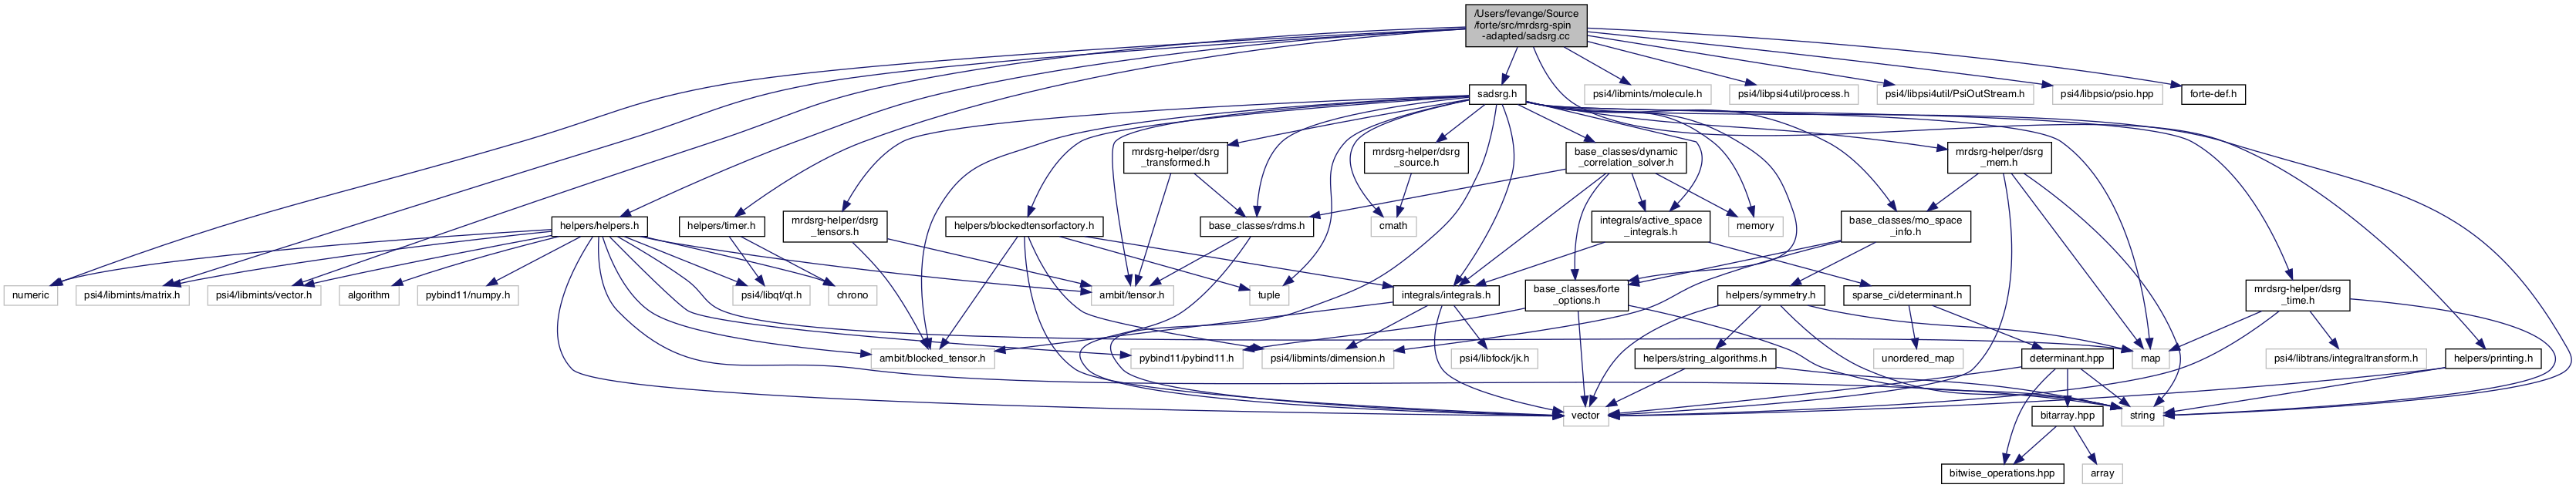 /Users/fevange/Source
/forte/src/mrdsrg-spin
-adapted/sadsrg.cc
sadsrg.h
psi4/libmints/molecule.h
psi4/libpsi4util/process.h
psi4/libpsi4util/PsiOutStream.h
psi4/libpsio/psio.hpp
forte-def.h
mrdsrg-helper/dsrg
_transformed.h
mrdsrg-helper/dsrg
_source.h
base_classes/dynamic
_correlation_solver.h
mrdsrg-helper/dsrg
_mem.h
helpers/helpers.h
helpers/timer.h
mrdsrg-helper/dsrg
_tensors.h
helpers/blockedtensorfactory.h
base_classes/rdms.h
cmath
integrals/active_space
_integrals.h
memory
base_classes/mo_space
_info.h
numeric
psi4/libmints/matrix.h
psi4/libmints/vector.h
algorithm
pybind11/numpy.h
psi4/libqt/qt.h
chrono
ambit/tensor.h
tuple
integrals/integrals.h
base_classes/forte
_options.h
helpers/symmetry.h
sparse_ci/determinant.h
mrdsrg-helper/dsrg
_time.h
ambit/blocked_tensor.h
pybind11/pybind11.h
psi4/libmints/dimension.h
psi4/libfock/jk.h
helpers/string_algorithms.h
unordered_map
determinant.hpp
map
psi4/libtrans/integraltransform.h
helpers/printing.h
vector
bitarray.hpp
string
bitwise_operations.hpp
array